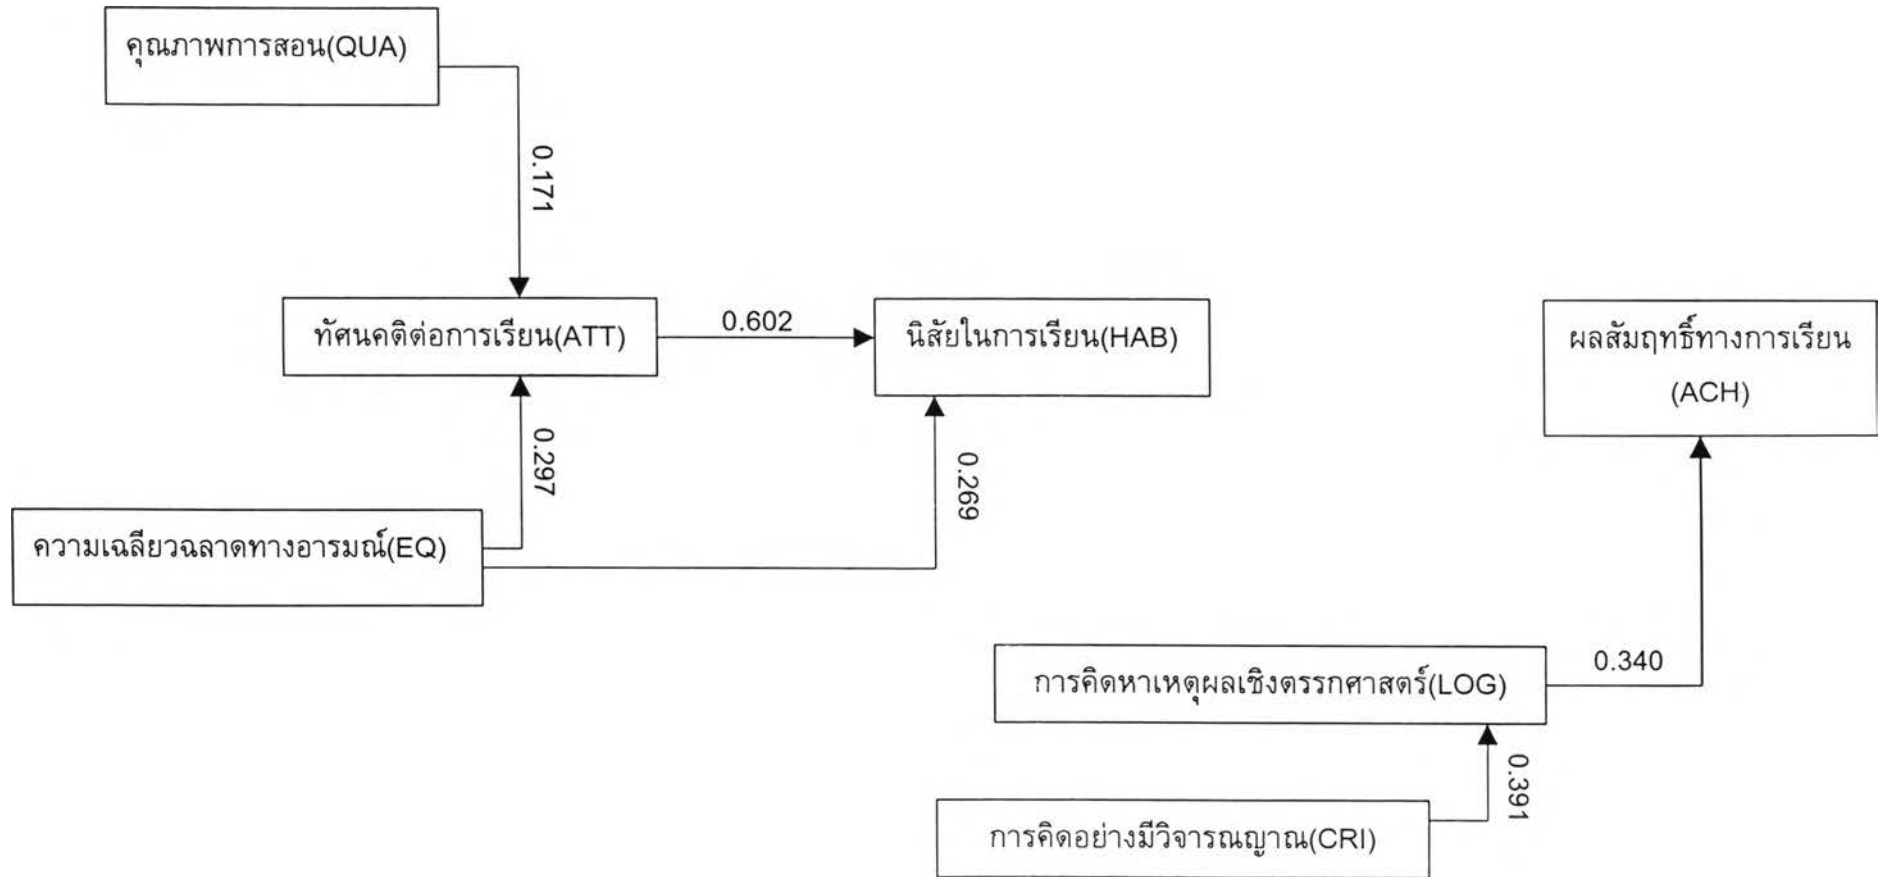 คุณภาพการสอน(QUA)
0.171
ทัศนคติต่อการเรียน(ATT)
0.602
นิสัยในการเรียน(HAB)
ผลสัมฤทธิ์ทางการเรียน
(ACH)
0.297
0.269
ความเฉลียวฉลาดทางอารมณ์(EQ)
การคิดหาเหตุผลเชิงตรรกศาสตร์(LOG)
0.340
0.391
การคิดอย่างมีวิจารณญาณ(CRI)